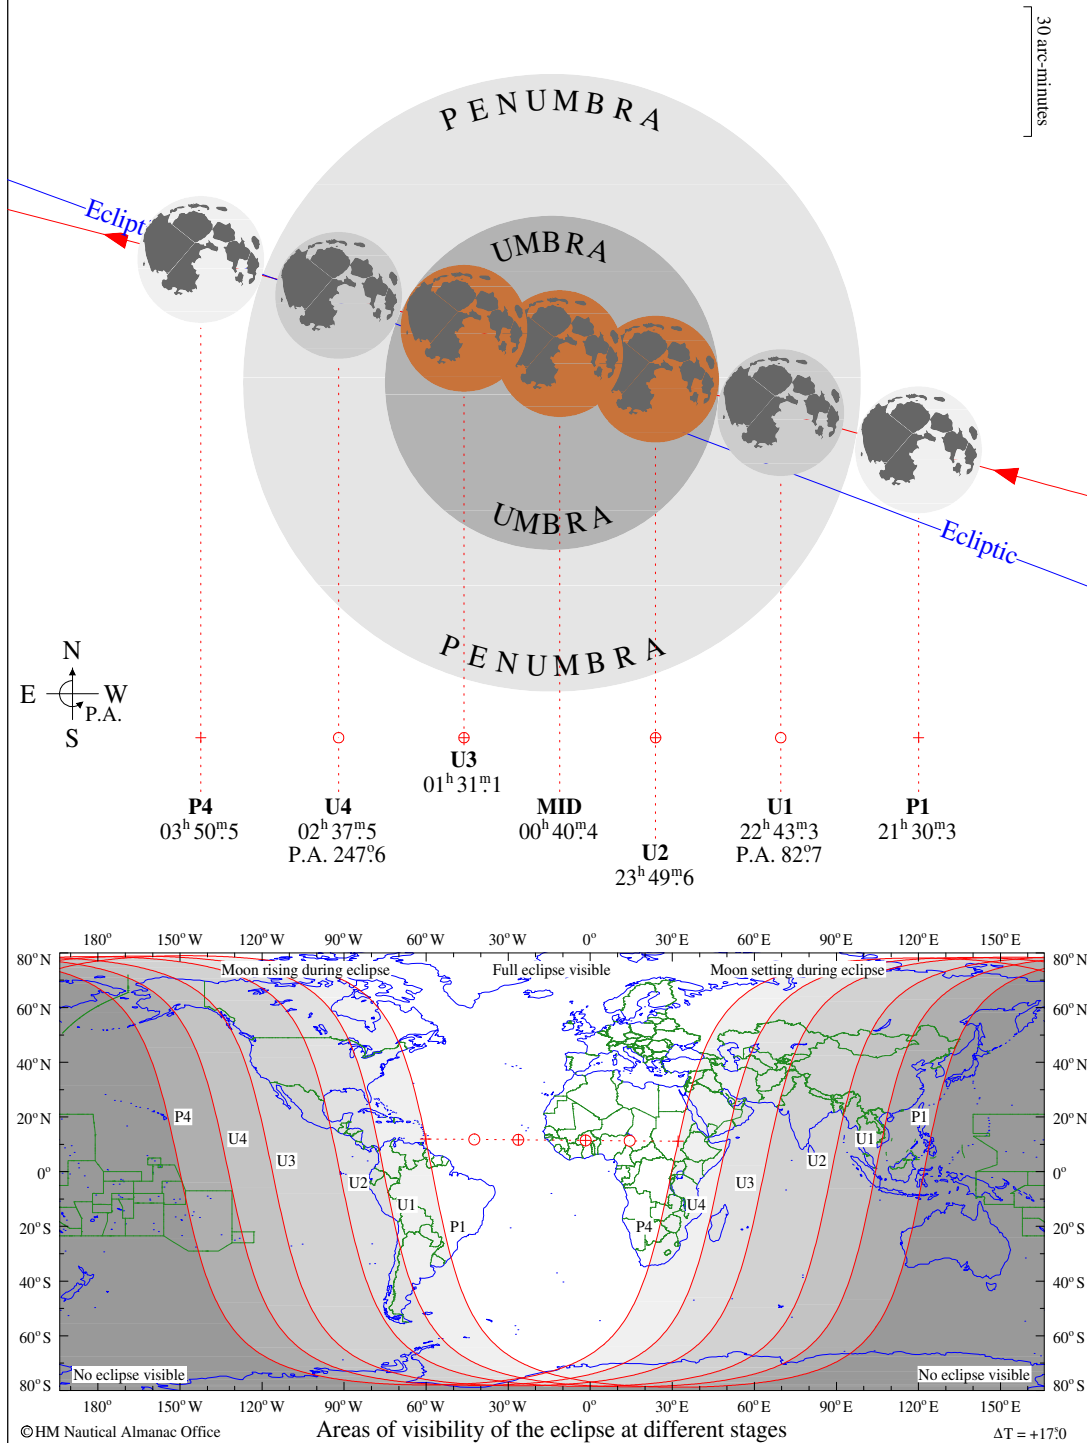 30 arc-minutes
PENUMBRA
Ecliptic
UMBRA
UMBRA
Ecliptic
PENUMBRA
N
E W
P.A.
S
U3
01ʰ 31ᵐ.1
P4 U4 MID U1 P1
03ʰ 50ᵐ.5 02ʰ 37ᵐ.5 00ʰ 40ᵐ.4 22ʰ 43ᵐ.3 21ʰ 30ᵐ.3
P.A. 247°.6 P.A. 82°.7
U2
23ʰ 49ᵐ.6
180° 150°W 120°W 90°W 60°W 30°W 0° 30°E 60°E 90°E 120°E 150°E
80°N 80°N
Moon rising during eclipse Full eclipse visible Moon setting during eclipse
60°N 60°N
40°N 40°N
20°N 20°N
P4 P1
U4 U1
U3 U2
0° 0°
U2 U3
U1 U4
P1 P4
20°S 20°S
40°S 40°S
60°S 60°S
No eclipse visible No eclipse visible
80°S 80°S
180° 150°W 120°W 90°W 60°W 30°W 0° 30°E 60°E 90°E 120°E 150°E
©HM Nautical Almanac Office Areas of visibility of the eclipse at different stages ΔT = +17ˢ.0